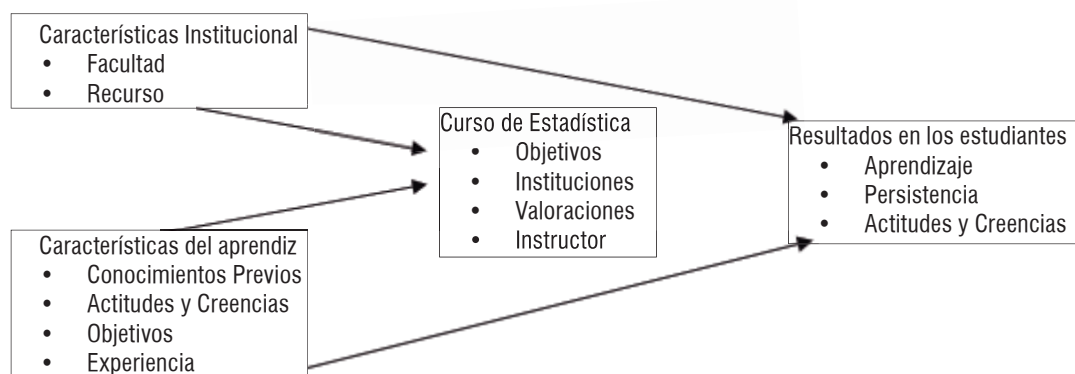 Características Institucional
• Facultad
• Recurso
Curso de Estadística
• Objetivos
• Instituciones
• Valoraciones
• Instructor
Resultados en los estudiantes
• Aprendizaje
• Persistencia
• Actitudes y Creencias
Características del aprendiz
• Conocimientos Previos
• Actitudes y Creencias
• Objetivos
• Experiencia